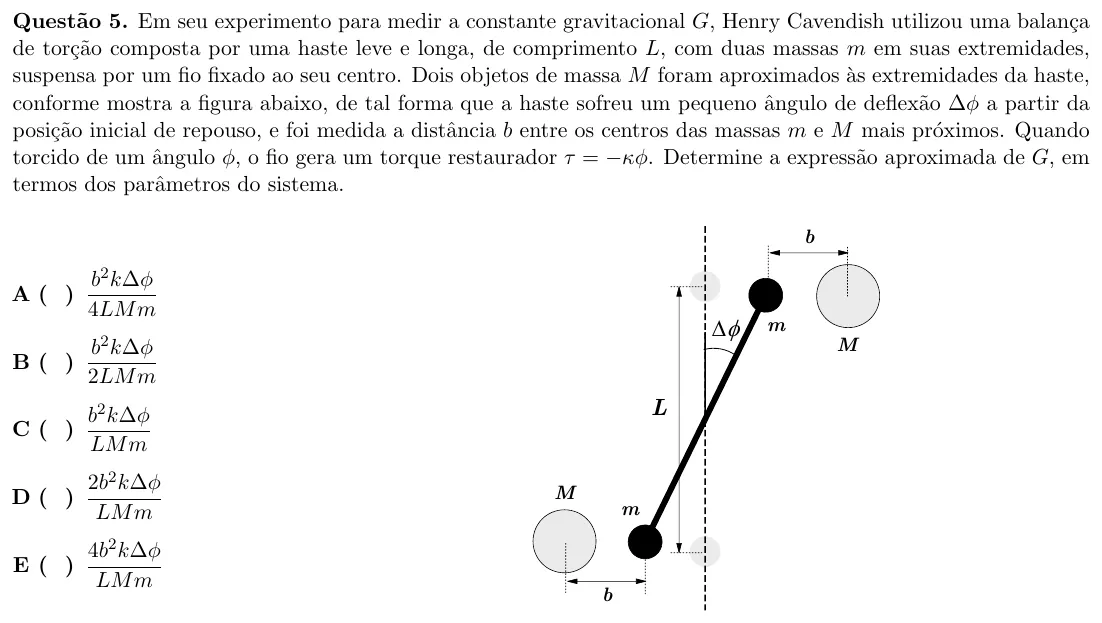 Questão 5. Em seu experimento para medir a constante gravitacional G, Henry Cavendish utilizou uma balança
de torção composta por uma haste leve e longa, de comprimento L, com duas massas m em suas extremidades,
suspensa por um fio fixado ao seu centro. Dois objetos de massa M foram aproximados às extremidades da haste,
conforme mostra a figura abaixo, de tal forma que a haste sofreu um pequeno ângulo de deflexão Δϕ a partir da
posição inicial de repouso, e foi medida a distância b entre os centros das massas m e M mais próximos. Quando
torcido de um ângulo ϕ, o fio gera um torque restaurador τ = −κϕ. Determine a expressão aproximada de G, em
termos dos parâmetros do sistema.
A ( ) b²kΔϕ / 4LMm
B ( ) b²kΔϕ / 2LMm
C ( ) b²kΔϕ / LMm
D ( ) 2b²kΔϕ / LMm
E ( ) 4b²kΔϕ / LMm
b
Δϕ
m
M
L
M
m
b